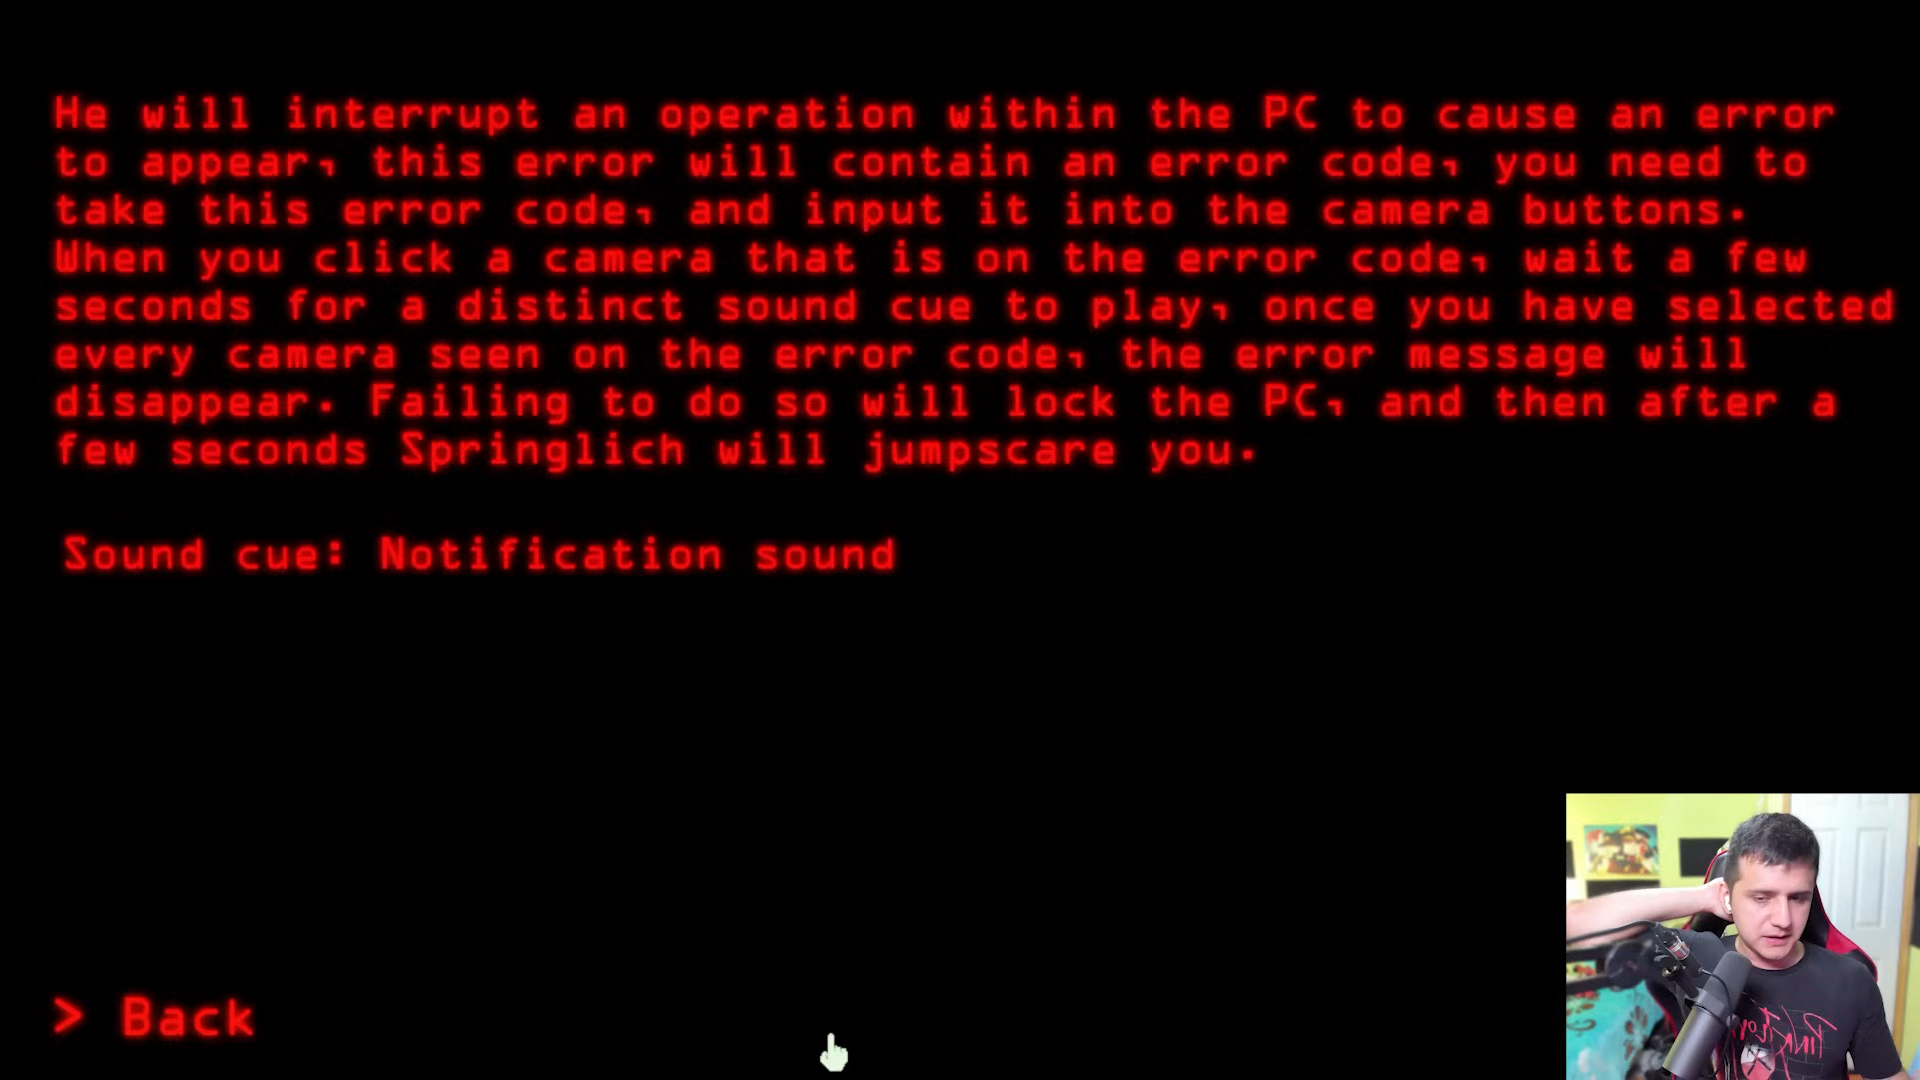 He will interrupt an operation within the PC to cause an error
to appear, this error will contain an error code, you need to
take this error code, and input it into the camera buttons.
When you click a camera that is on the error code, wait a few
seconds for a distinct sound cue to play, once you have selected
every camera seen on the error code, the error message will
disappear. Failing to do so will lock the PC, and then after a
few seconds Springlich will jumpscare you.
Sound cue: Notification sound
> Back